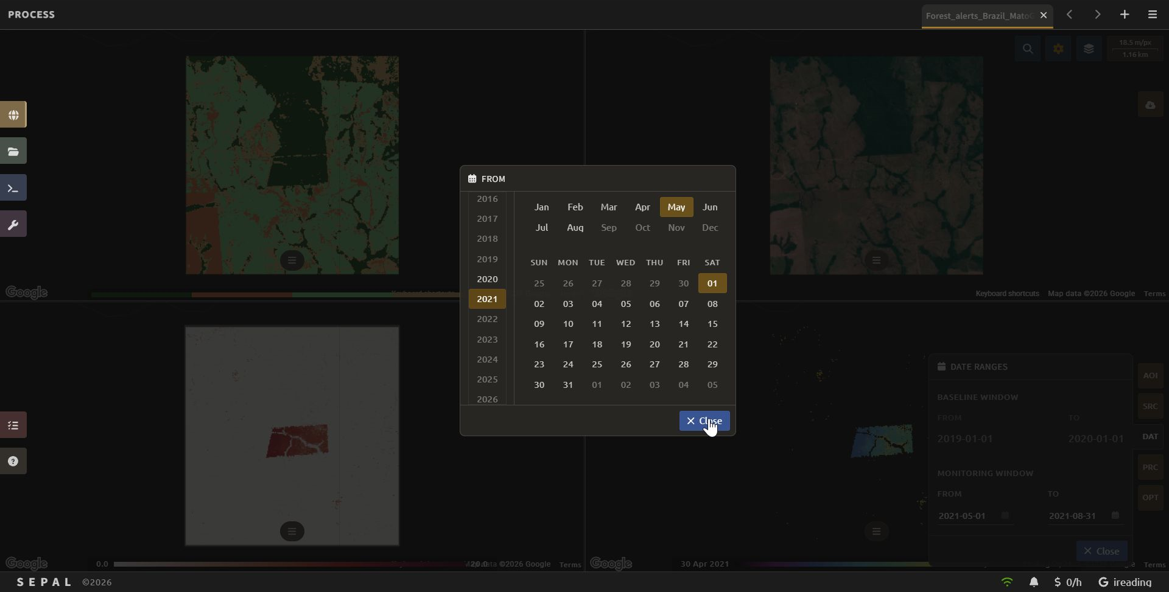 PROCESS
Forest_alerts_Brazil_Mato
18.5 m/px
1.16 km
FROM
2016
2017
2018
2019
2020
2021
2022
2023
2024
2025
2026
Jan Feb Mar Apr May Jun
Jul Aug Sep Oct Nov Dec
SUN MON TUE WED THU FRI SAT
25 26 27 28 29 30 01
02 03 04 05 06 07 08
09 10 11 12 13 14 15
16 17 18 19 20 21 22
23 24 25 26 27 28 29
30 31 01 02 03 04 05
Close
Google
Keyboard shortcuts Map data ©2026 Google Terms
DATE RANGES
BASELINE WINDOW
FROM TO
2019-01-01 2020-01-01
MONITORING WINDOW
FROM TO
2021-05-01 2021-08-31
Close
AOI
SRC
DAT
PRC
OPT
Google
0.0
©2026 Google Terms
Google
30 Apr 2021
Terms
SEPAL ©2026
$ 0/h
ireading